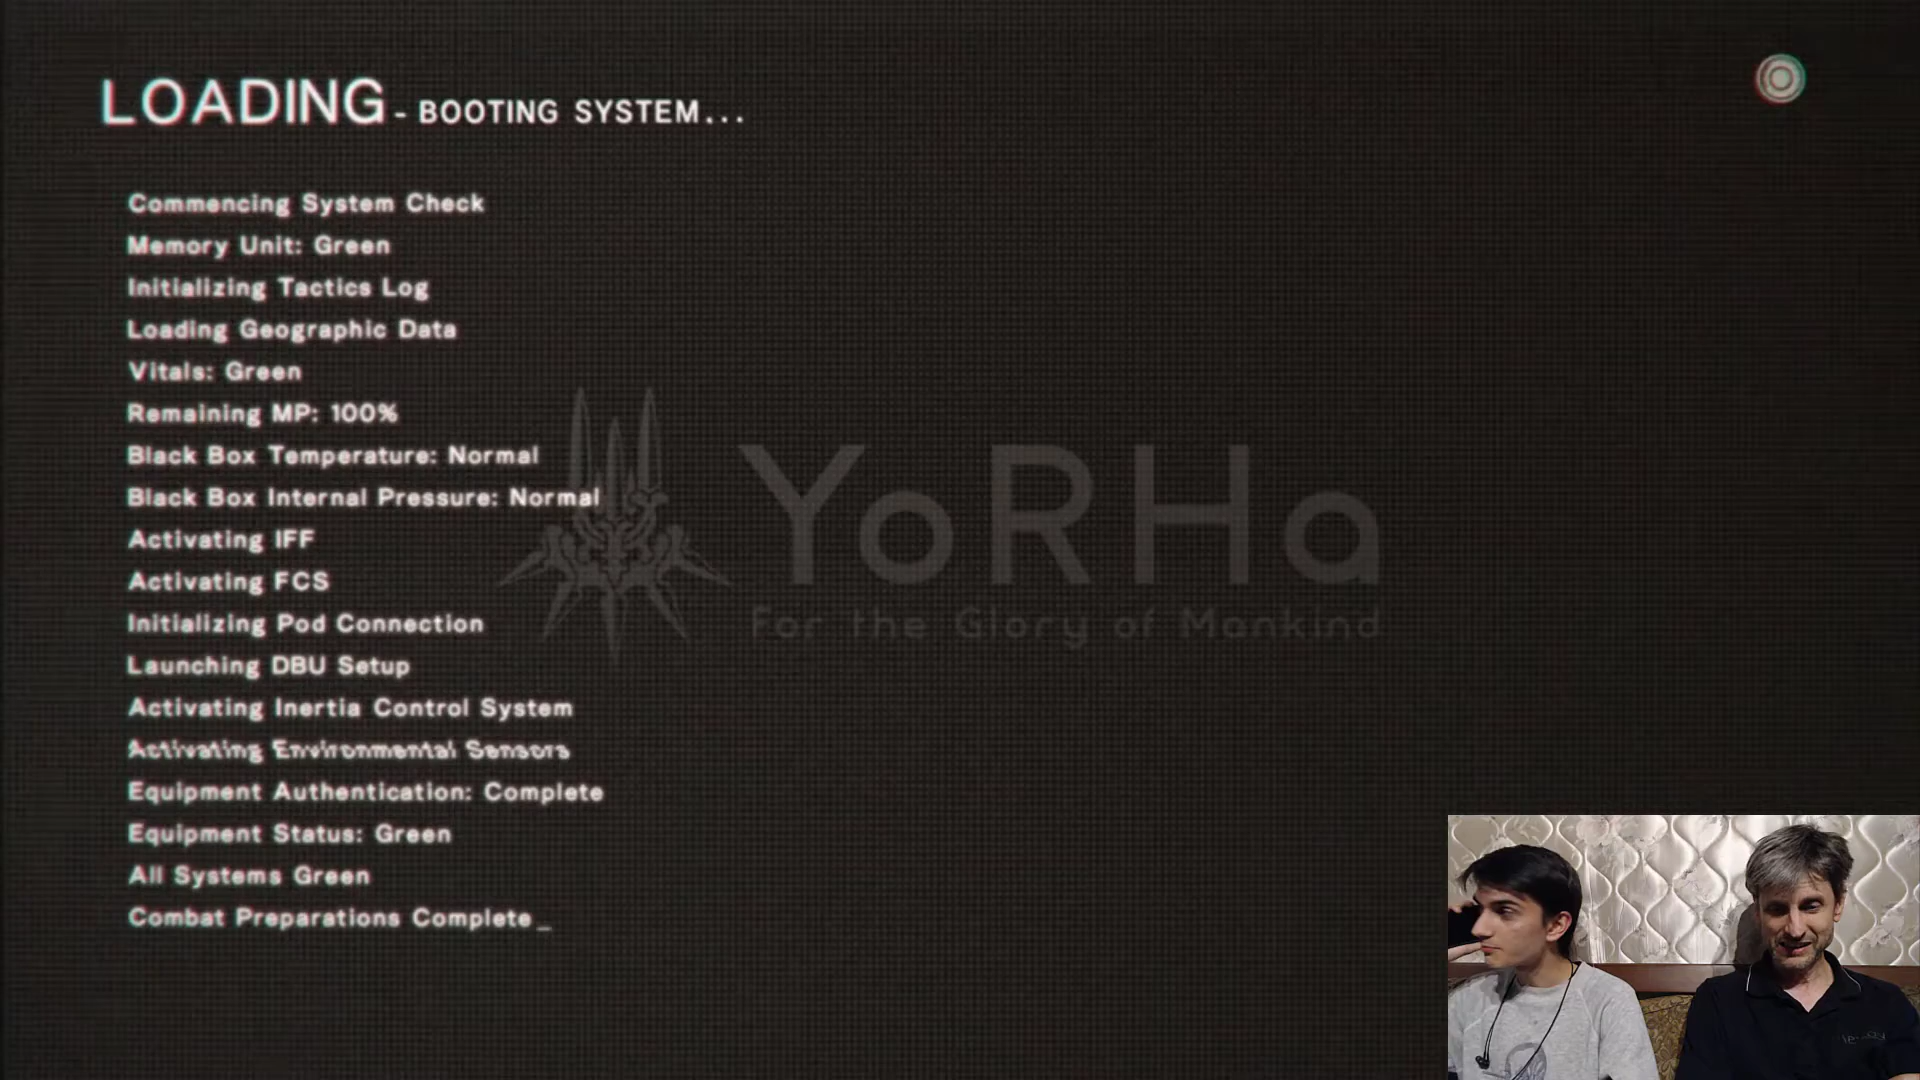 LOADING - BOOTING SYSTEM...
Commencing System Check
Memory Unit: Green
Initializing Tactics Log
Loading Geographic Data
Vitals: Green
Remaining MP: 100%
Black Box Temperature: Normal
Black Box Internal Pressure: Normal
Activating IFF
Activating FCS
Initializing Pod Connection
Launching DBU Setup
Activating Inertia Control System
Activating Environmental Sensors
Equipment Authentication: Complete
Equipment Status: Green
All Systems Green
Combat Preparations Complete_
YoRHa
For the Glory of Mankind